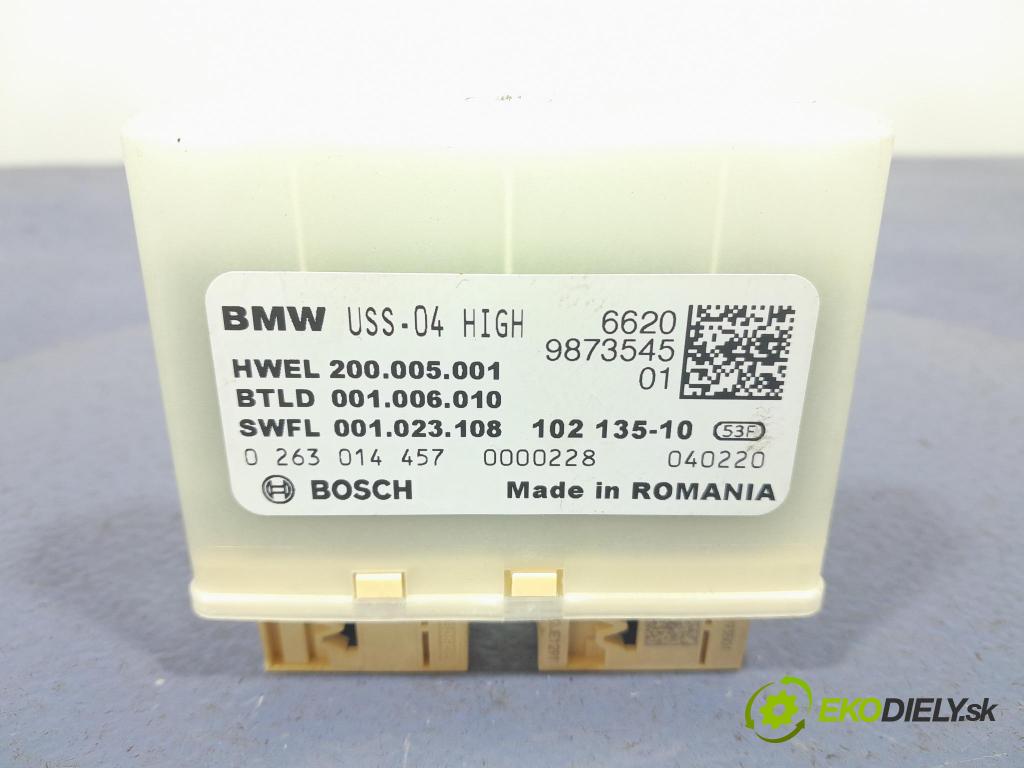 BMW USS-04 HIGH 6620
9873545
HWEL 200.005.001 01
BTLD 001.006.010
SWFL 001.023.108 102 135-10 53F
0 263 014 457 0000228 040220
BOSCH Made in ROMANIA
EKODIELY.sk